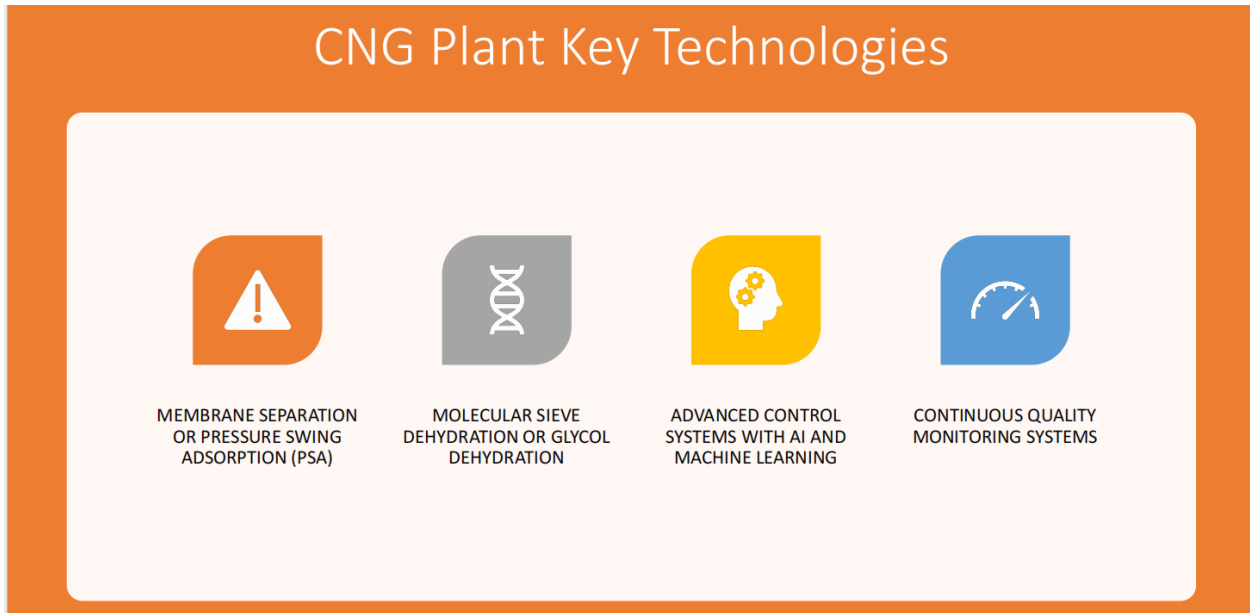 CNG Plant Key Technologies
MEMBRANE SEPARATION
OR PRESSURE SWING
ADSORPTION (PSA)
MOLECULAR SIEVE
DEHYDRATION OR GLYCOL
DEHYDRATION
ADVANCED CONTROL
SYSTEMS WITH AI AND
MACHINE LEARNING
CONTINUOUS QUALITY
MONITORING SYSTEMS